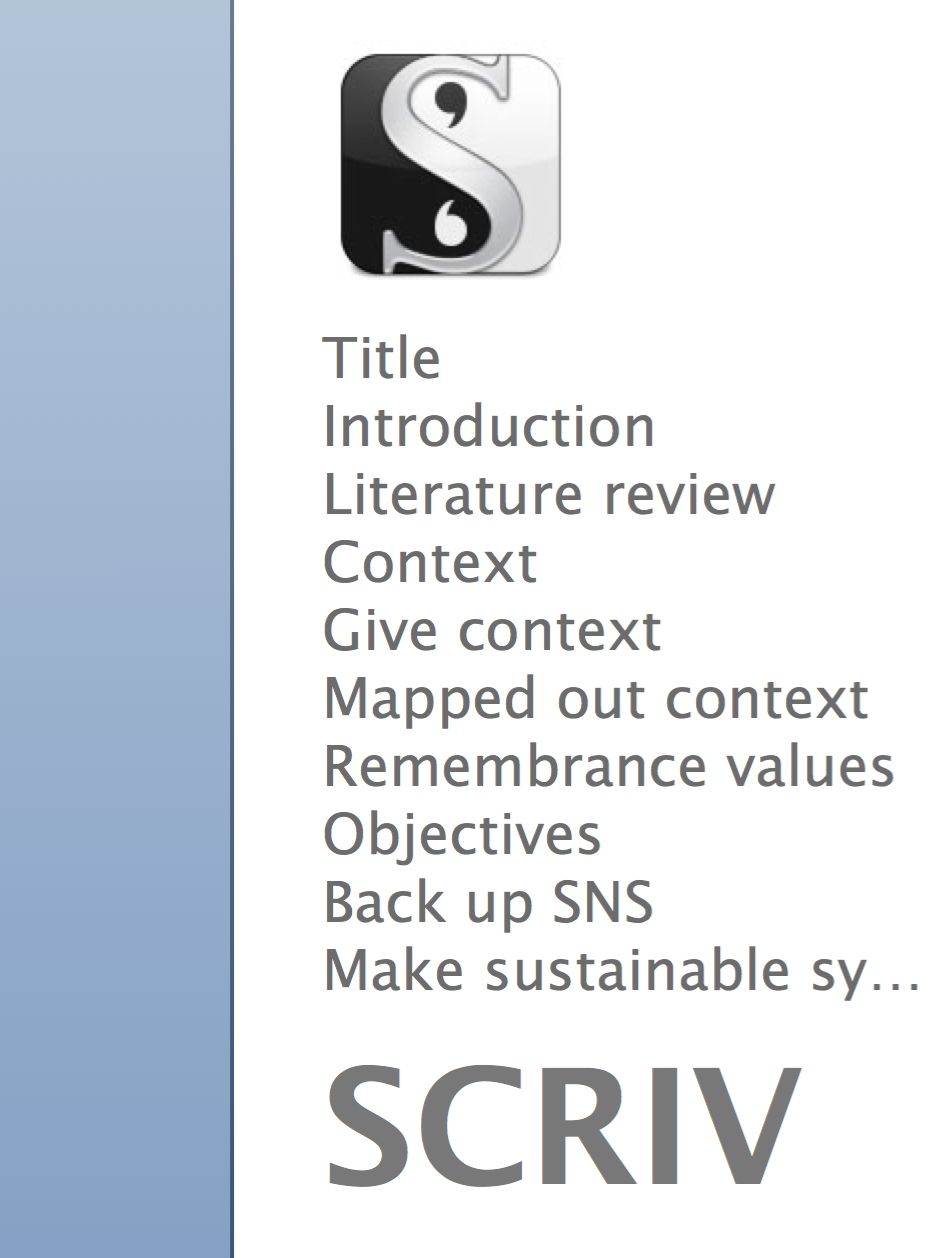 Title
Introduction
Literature review
Context
Give context
Mapped out context
Remembrance values
Objectives
Back up SNS
Make sustainable sy…
SCRIV